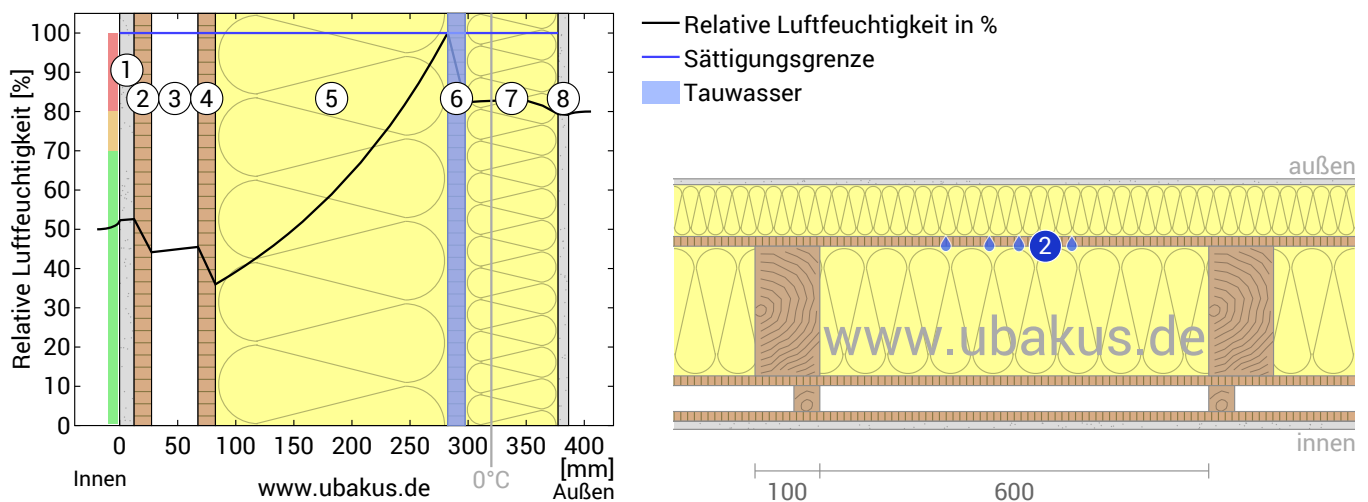 Relative Luftfeuchtigkeit [%]
100
90
80
70
60
50
40
30
20
10
0
1
2
3
4
5
6
7
8
0
50
100
150
200
250
300
350
400
[mm]
Innen
www.ubakus.de
0°C
Außen
Relative Luftfeuchtigkeit in %
Sättigungsgrenze
Tauwasser
außen
2
www.ubakus.de
innen
100
600